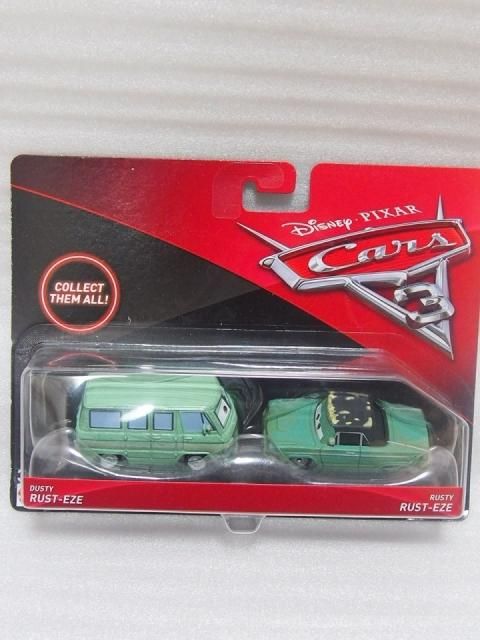 Disney·PIXAR
Cars
3
COLLECT
THEM ALL!
DUSTY
RUST-EZE
RUSTY
RUST-EZE